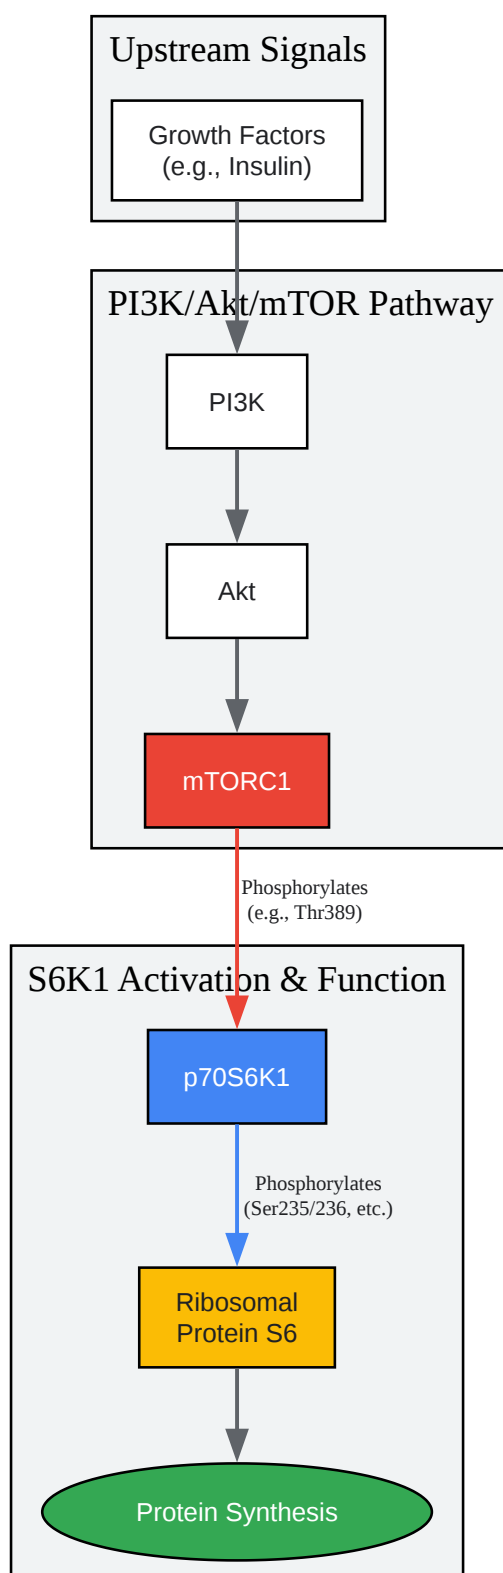 Upstream Signals
Growth Factors
(e.g., Insulin)
PI3K/Akt/mTOR Pathway
PI3K
Akt
mTORC1
Phosphorylates
(e.g., Thr389)
S6K1 Activation & Function
p70S6K1
Phosphorylates
(Ser235/236, etc.)
Ribosomal
Protein S6
Protein Synthesis